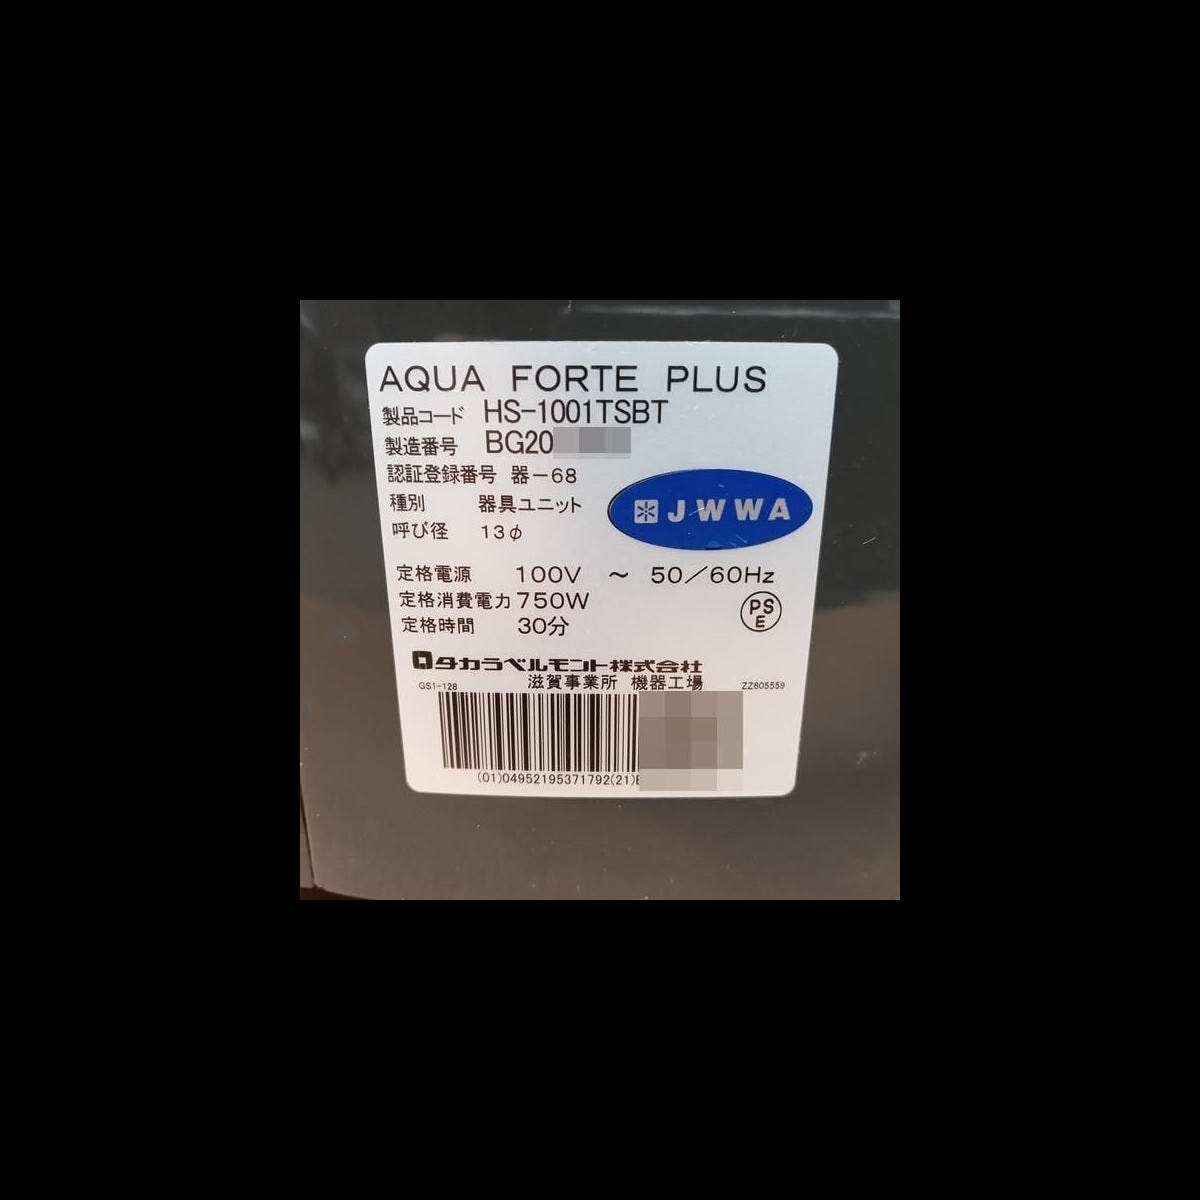 AQUA FORTE PLUS
製品コード HS-1001TSBT
製造番号 BG20
認証登録番号 器-68
種別 器具ユニット
呼び径 13φ
JWWA
定格電源 100V ～ 50/60Hz
定格消費電力 750W
定格時間 30分
PS
E
タカラベルモント株式会社
滋賀事業所 機器工場
GS1-128
ZZ605559
(01)04952195371792(21)